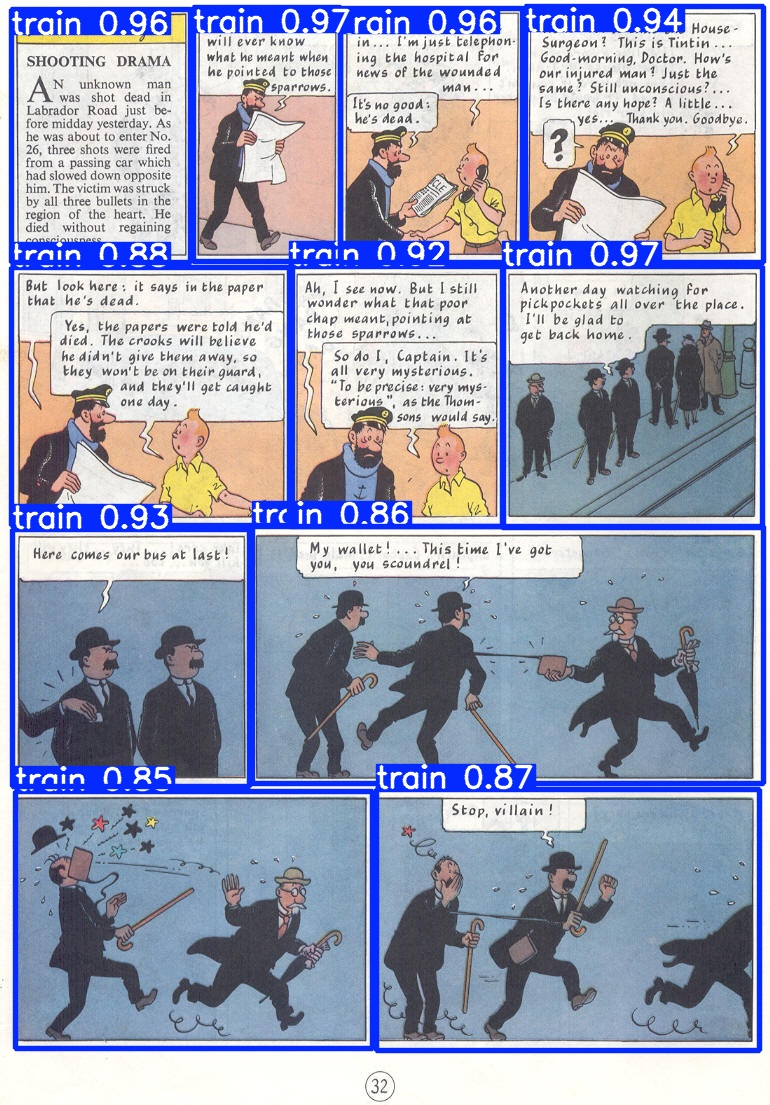 train 0.96
SHOOTING DRAMA
AN unknown man
was shot dead in
Labrador Road just be-
fore midday yesterday. As
he was about to enter No.
26, three shots were fired
from a passing car which
had slowed down opposite
him. The victim was struck
by all three bullets in the
region of the heart. He
died without regaining
consciousness.
train 0.97
will ever know
what he meant when
he pointed to those
sparrows.
train 0.96
in... I'm just telephon-
ing the hospital for
news of the wounded
man...
It's no good:
he's dead.
train 0.94
House-
Surgeon? This is Tintin...
Good-morning, Doctor. How's
our injured man? Just the
same? Still unconscious?...
Is there any hope? A little...
yes... Thank you. Goodbye.
?
train 0.88
But look here: it says in the paper
that he's dead.
Yes, the papers were told he'd
died. The crooks will believe
he didn't give them away, so
they won't be on their guard,
and they'll get caught
one day.
train 0.92
Ah, I see now. But I still
wonder what that poor
chap meant, pointing at
those sparrows...
So do I, Captain. It's
all very mysterious.
"To be precise: very mys-
terious", as the Thom-
sons would say.
train 0.97
Another day watching for
pickpockets all over the place.
I'll be glad to
get back home.
train 0.93
Here comes our bus at last!
train 0.86
My wallet!... This time I've got
you, you scoundrel!
train 0.85
train 0.87
Stop, villain!
32